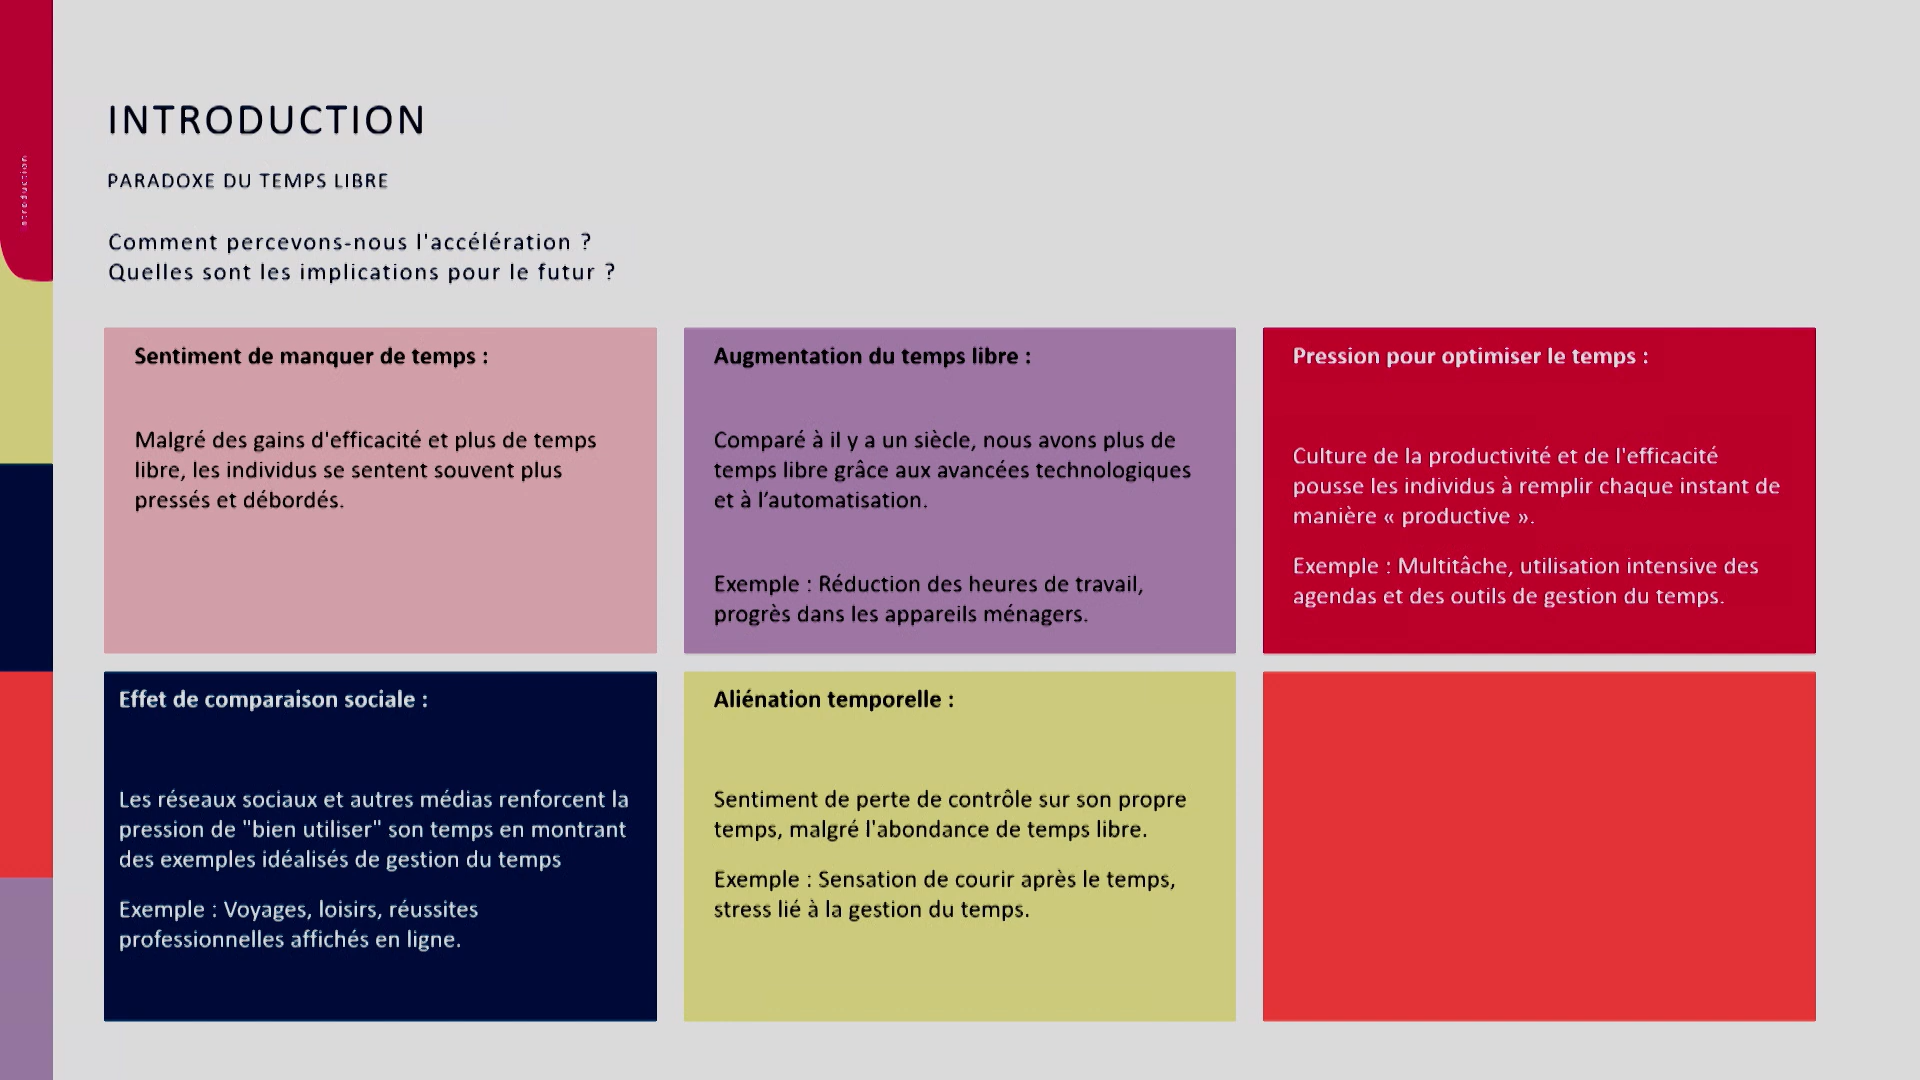 INTRODUCTION
PARADOXE DU TEMPS LIBRE
Comment percevons-nous l'accélération ?
Quelles sont les implications pour le futur ?
introduction
Sentiment de manquer de temps :
Malgré des gains d'efficacité et plus de temps
libre, les individus se sentent souvent plus
pressés et débordés.
Augmentation du temps libre :
Comparé à il y a un siècle, nous avons plus de
temps libre grâce aux avancées technologiques
et à l’automatisation.
Exemple : Réduction des heures de travail,
progrès dans les appareils ménagers.
Pression pour optimiser le temps :
Culture de la productivité et de l'efficacité
pousse les individus à remplir chaque instant de
manière « productive ».
Exemple : Multitâche, utilisation intensive des
agendas et des outils de gestion du temps.
Effet de comparaison sociale :
Les réseaux sociaux et autres médias renforcent la
pression de "bien utiliser" son temps en montrant
des exemples idéalisés de gestion du temps
Exemple : Voyages, loisirs, réussites
professionnelles affichés en ligne.
Aliénation temporelle :
Sentiment de perte de contrôle sur son propre
temps, malgré l'abondance de temps libre.
Exemple : Sensation de courir après le temps,
stress lié à la gestion du temps.